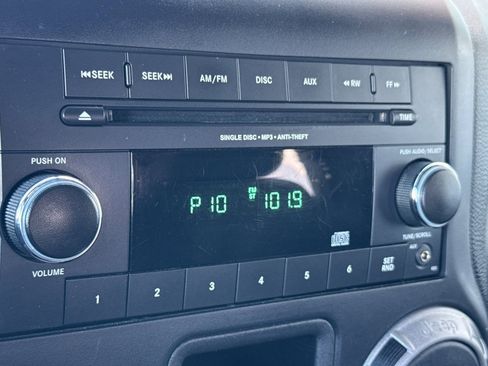 ⏮SEEK SEEK⏭ AM/FM DISC AUX ◀◀ RW FF ▶▶
TIME
SINGLE DISC • MP3 • ANTI-THEFT
PUSH ON
PUSH AUDIO/SELECT
FM
ST
P10 101.9
VOLUME
TUNE/SCROLL
AUX
1 2 3 4 5 6 SET
RND
Jeep